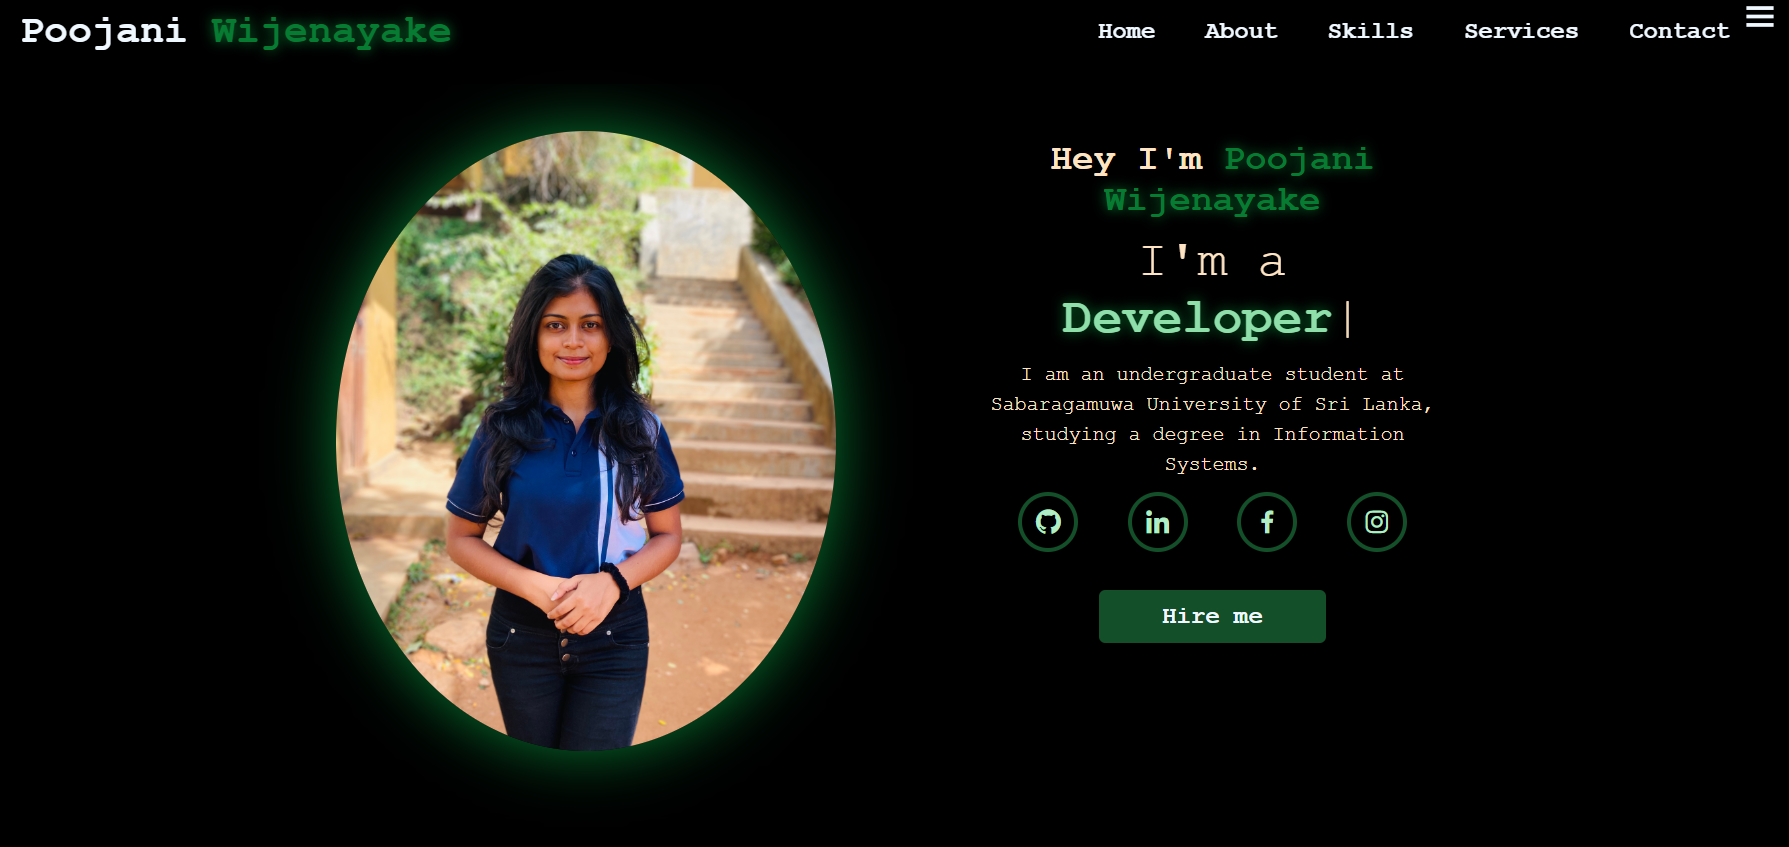 Poojani Wijenayake
Home About Skills Services Contact
Hey I'm Poojani
Wijenayake
I'm a
Developer|
I am an undergraduate student at
Sabaragamuwa University of Sri Lanka,
studying a degree in Information
Systems.
Hire me